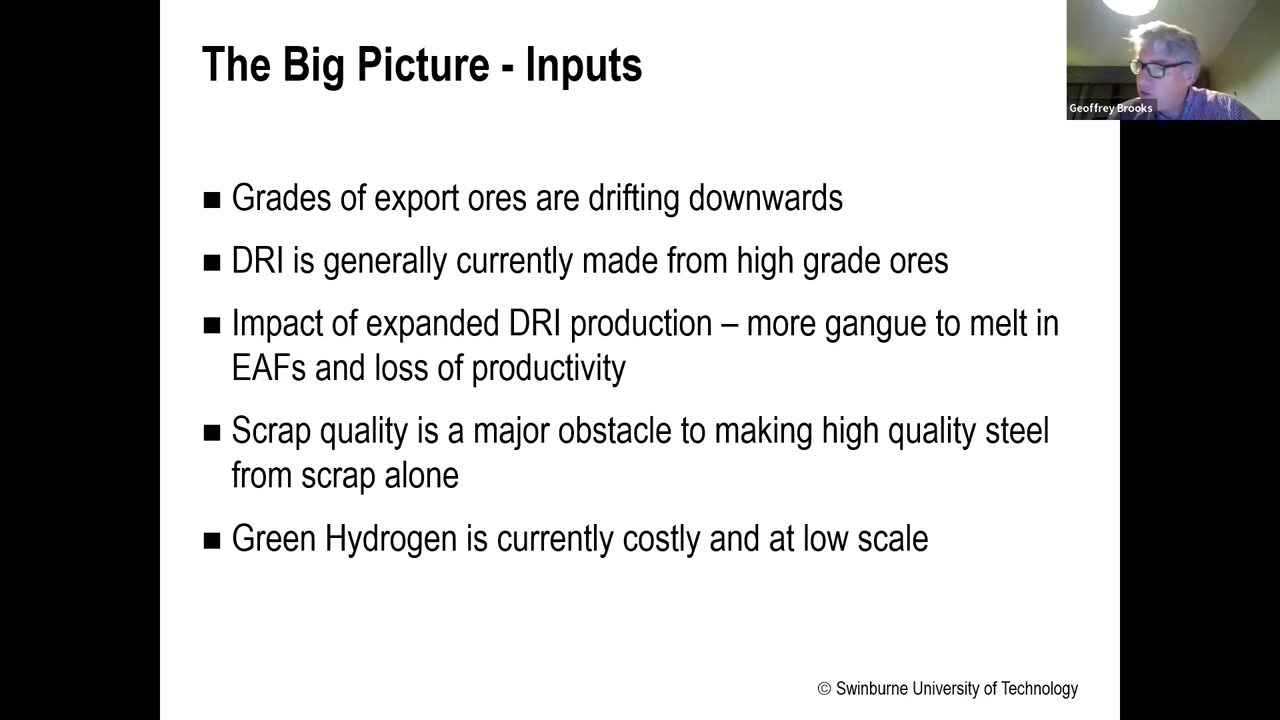 The Big Picture - Inputs
Geoffrey Brooks
■ Grades of export ores are drifting downwards
■ DRI is generally currently made from high grade ores
■ Impact of expanded DRI production – more gangue to melt in
EAFs and loss of productivity
■ Scrap quality is a major obstacle to making high quality steel
from scrap alone
■ Green Hydrogen is currently costly and at low scale
© Swinburne University of Technology